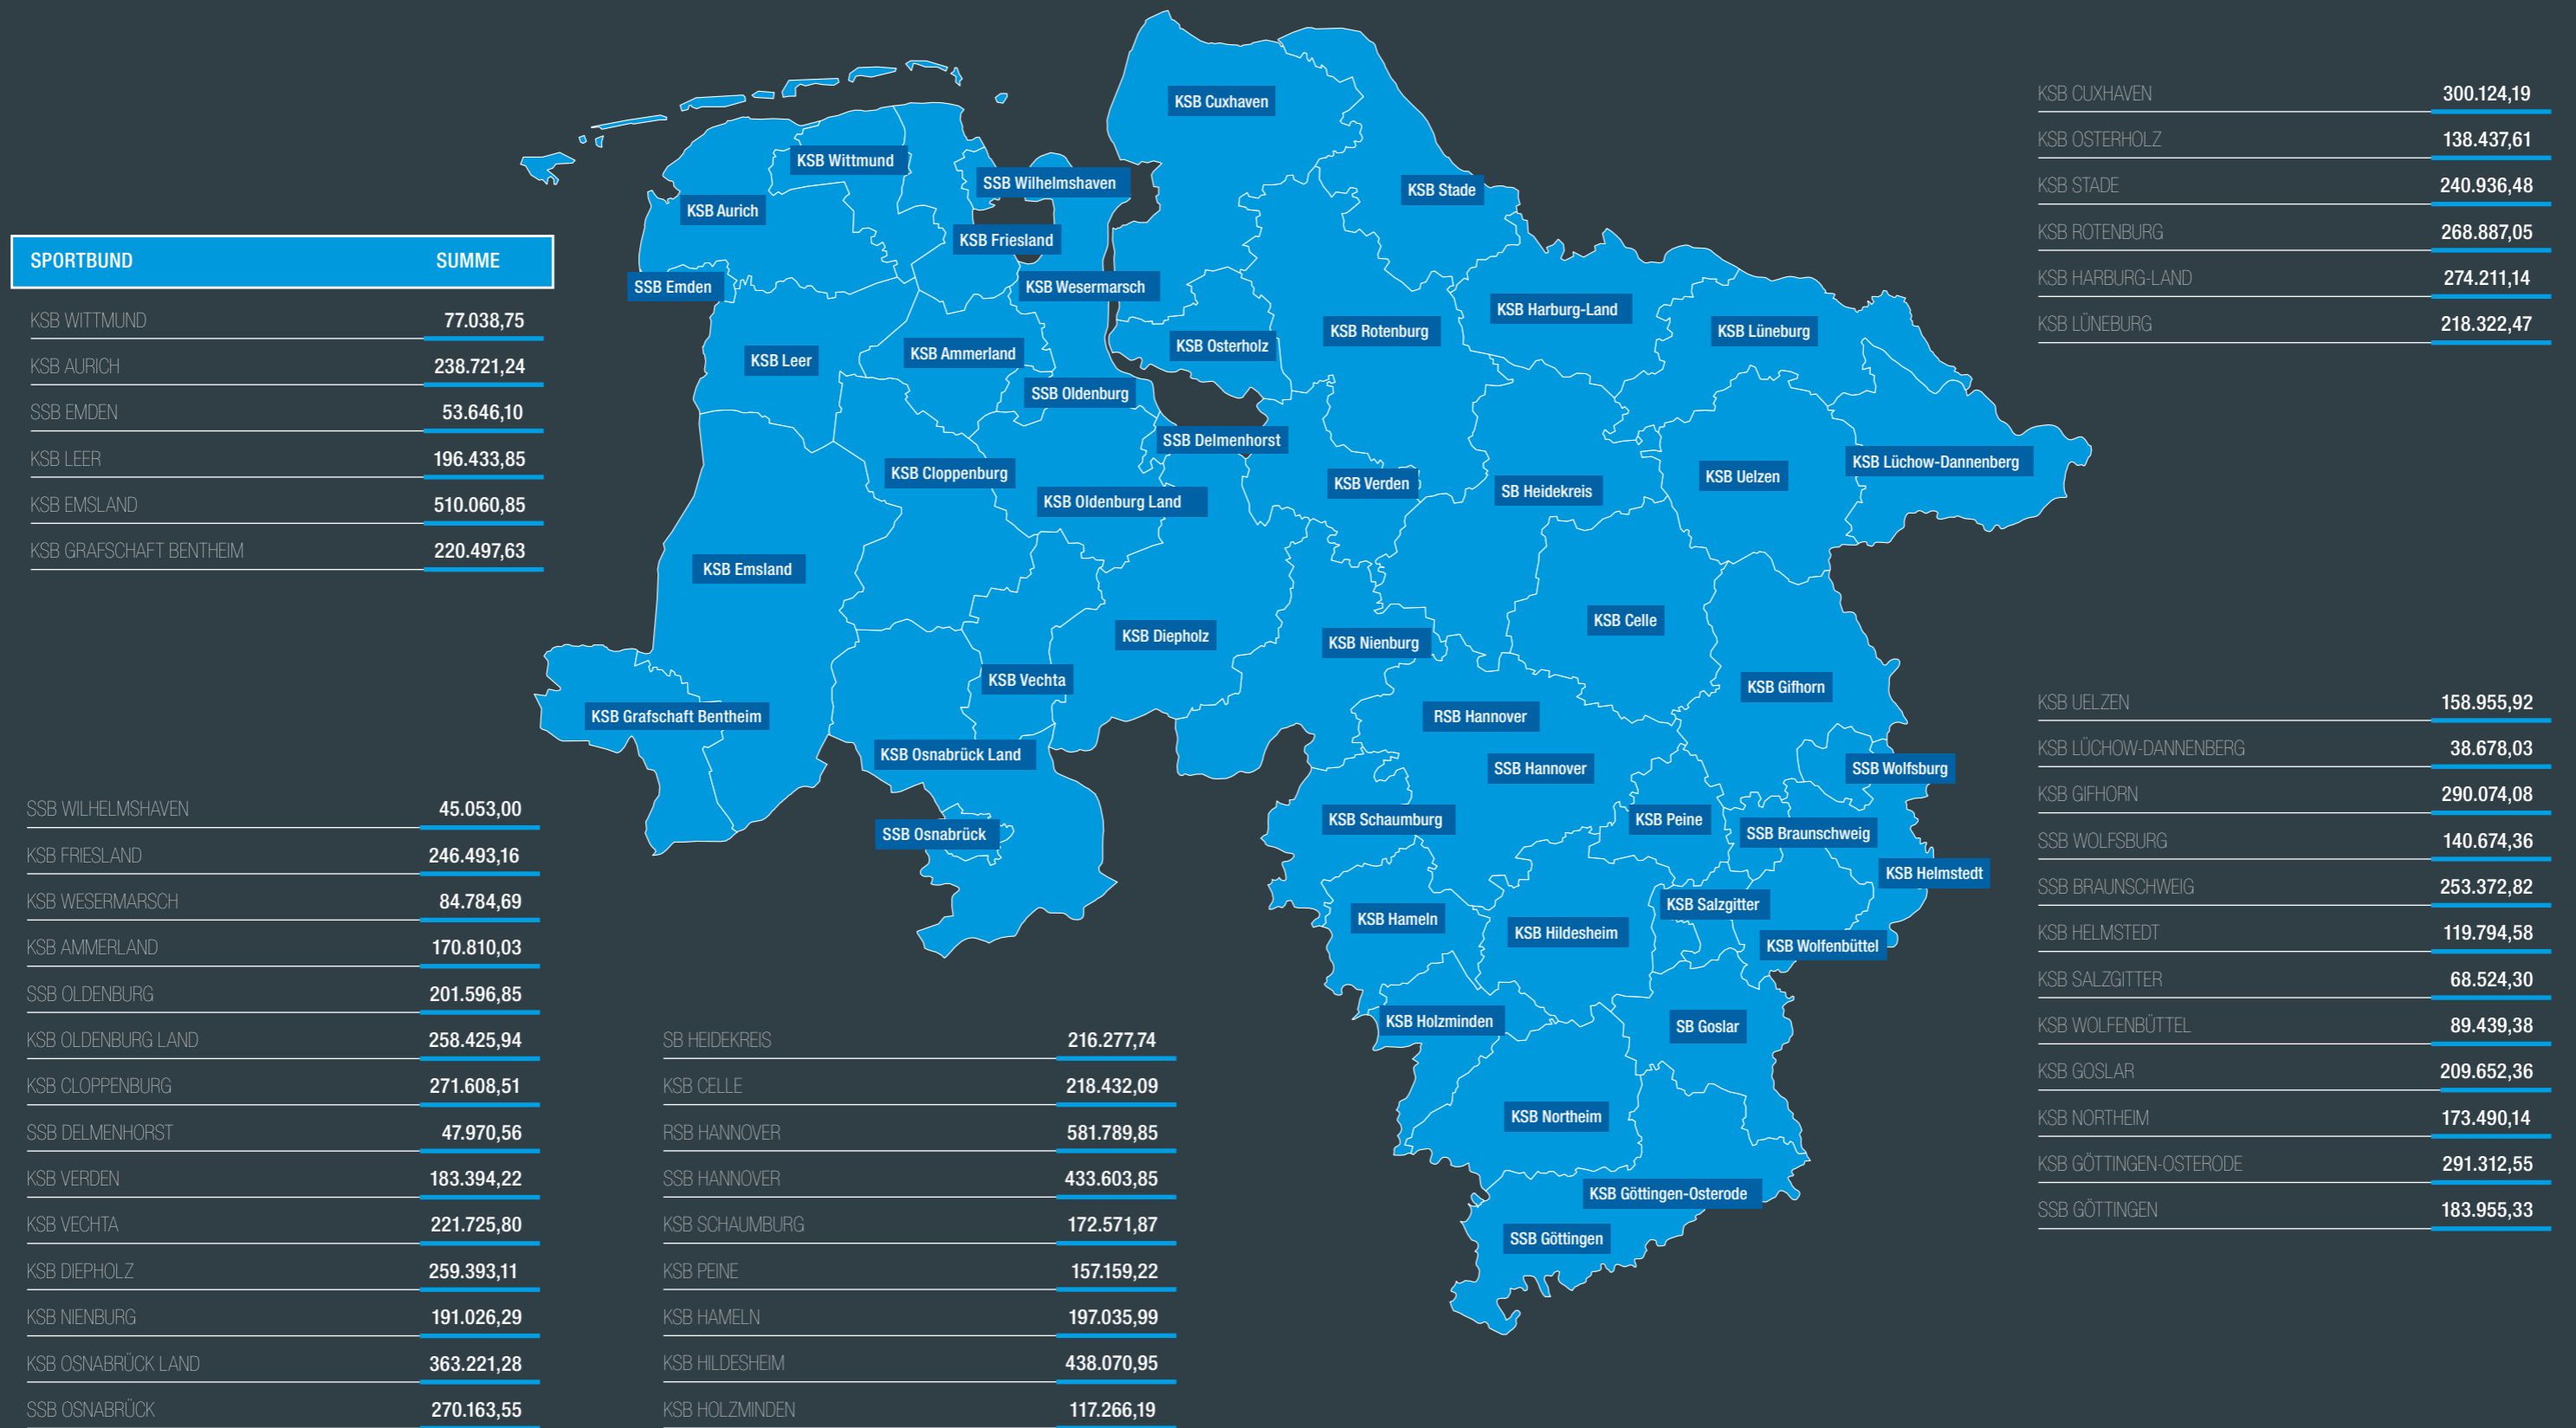 SPORTBUND SUMME
KSB WITTMUND 77.038,75
KSB AURICH 238.721,24
SSB EMDEN 53.646,10
KSB LEER 196.433,85
KSB EMSLAND 510.060,85
KSB GRAFSCHAFT BENTHEIM 220.497,63
SSB WILHELMSHAVEN 45.053,00
KSB FRIESLAND 246.493,16
KSB WESERMARSCH 84.784,69
KSB AMMERLAND 170.810,03
SSB OLDENBURG 201.596,85
KSB OLDENBURG LAND 258.425,94
KSB CLOPPENBURG 271.608,51
SSB DELMENHORST 47.970,56
KSB VERDEN 183.394,22
KSB VECHTA 221.725,80
KSB DIEPHOLZ 259.393,11
KSB NIENBURG 191.026,29
KSB OSNABRÜCK LAND 363.221,28
SSB OSNABRÜCK 270.163,55
SB HEIDEKREIS 216.277,74
KSB CELLE 218.432,09
RSB HANNOVER 581.789,85
SSB HANNOVER 433.603,85
KSB SCHAUMBURG 172.571,87
KSB PEINE 157.159,22
KSB HAMELN 197.035,99
KSB HILDESHEIM 438.070,95
KSB HOLZMINDEN 117.266,19
KSB Cuxhaven
KSB Wittmund
SSB Wilhelmshaven
KSB Stade
KSB Aurich
KSB Friesland
SSB Emden
KSB Wesermarsch
KSB Harburg-Land
KSB Rotenburg
KSB Lüneburg
KSB Osterholz
KSB Ammerland
KSB Leer
SSB Oldenburg
SSB Delmenhorst
KSB Lüchow-Dannenberg
KSB Cloppenburg
KSB Uelzen
KSB Verden
SB Heidekreis
KSB Oldenburg Land
KSB Emsland
KSB Celle
KSB Diepholz
KSB Nienburg
KSB Vechta
KSB Gifhorn
KSB Grafschaft Bentheim
RSB Hannover
KSB Osnabrück Land
SSB Hannover
SSB Wolfsburg
KSB Schaumburg
KSB Peine
SSB Osnabrück
SSB Braunschweig
KSB Helmstedt
KSB Salzgitter
KSB Hameln
KSB Hildesheim
KSB Wolfenbüttel
KSB Holzminden
SB Goslar
KSB Northeim
KSB Göttingen-Osterode
SSB Göttingen
KSB CUXHAVEN 300.124,19
KSB OSTERHOLZ 138.437,61
KSB STADE 240.936,48
KSB ROTENBURG 268.887,05
KSB HARBURG-LAND 274.211,14
KSB LÜNEBURG 218.322,47
KSB UELZEN 158.955,92
KSB LÜCHOW-DANNENBERG 38.678,03
KSB GIFHORN 290.074,08
SSB WOLFSBURG 140.674,36
SSB BRAUNSCHWEIG 253.372,82
KSB HELMSTEDT 119.794,58
KSB SALZGITTER 68.524,30
KSB WOLFENBÜTTEL 89.439,38
KSB GOSLAR 209.652,36
KSB NORTHEIM 173.490,14
KSB GÖTTINGEN-OSTERODE 291.312,55
SSB GÖTTINGEN 183.955,33